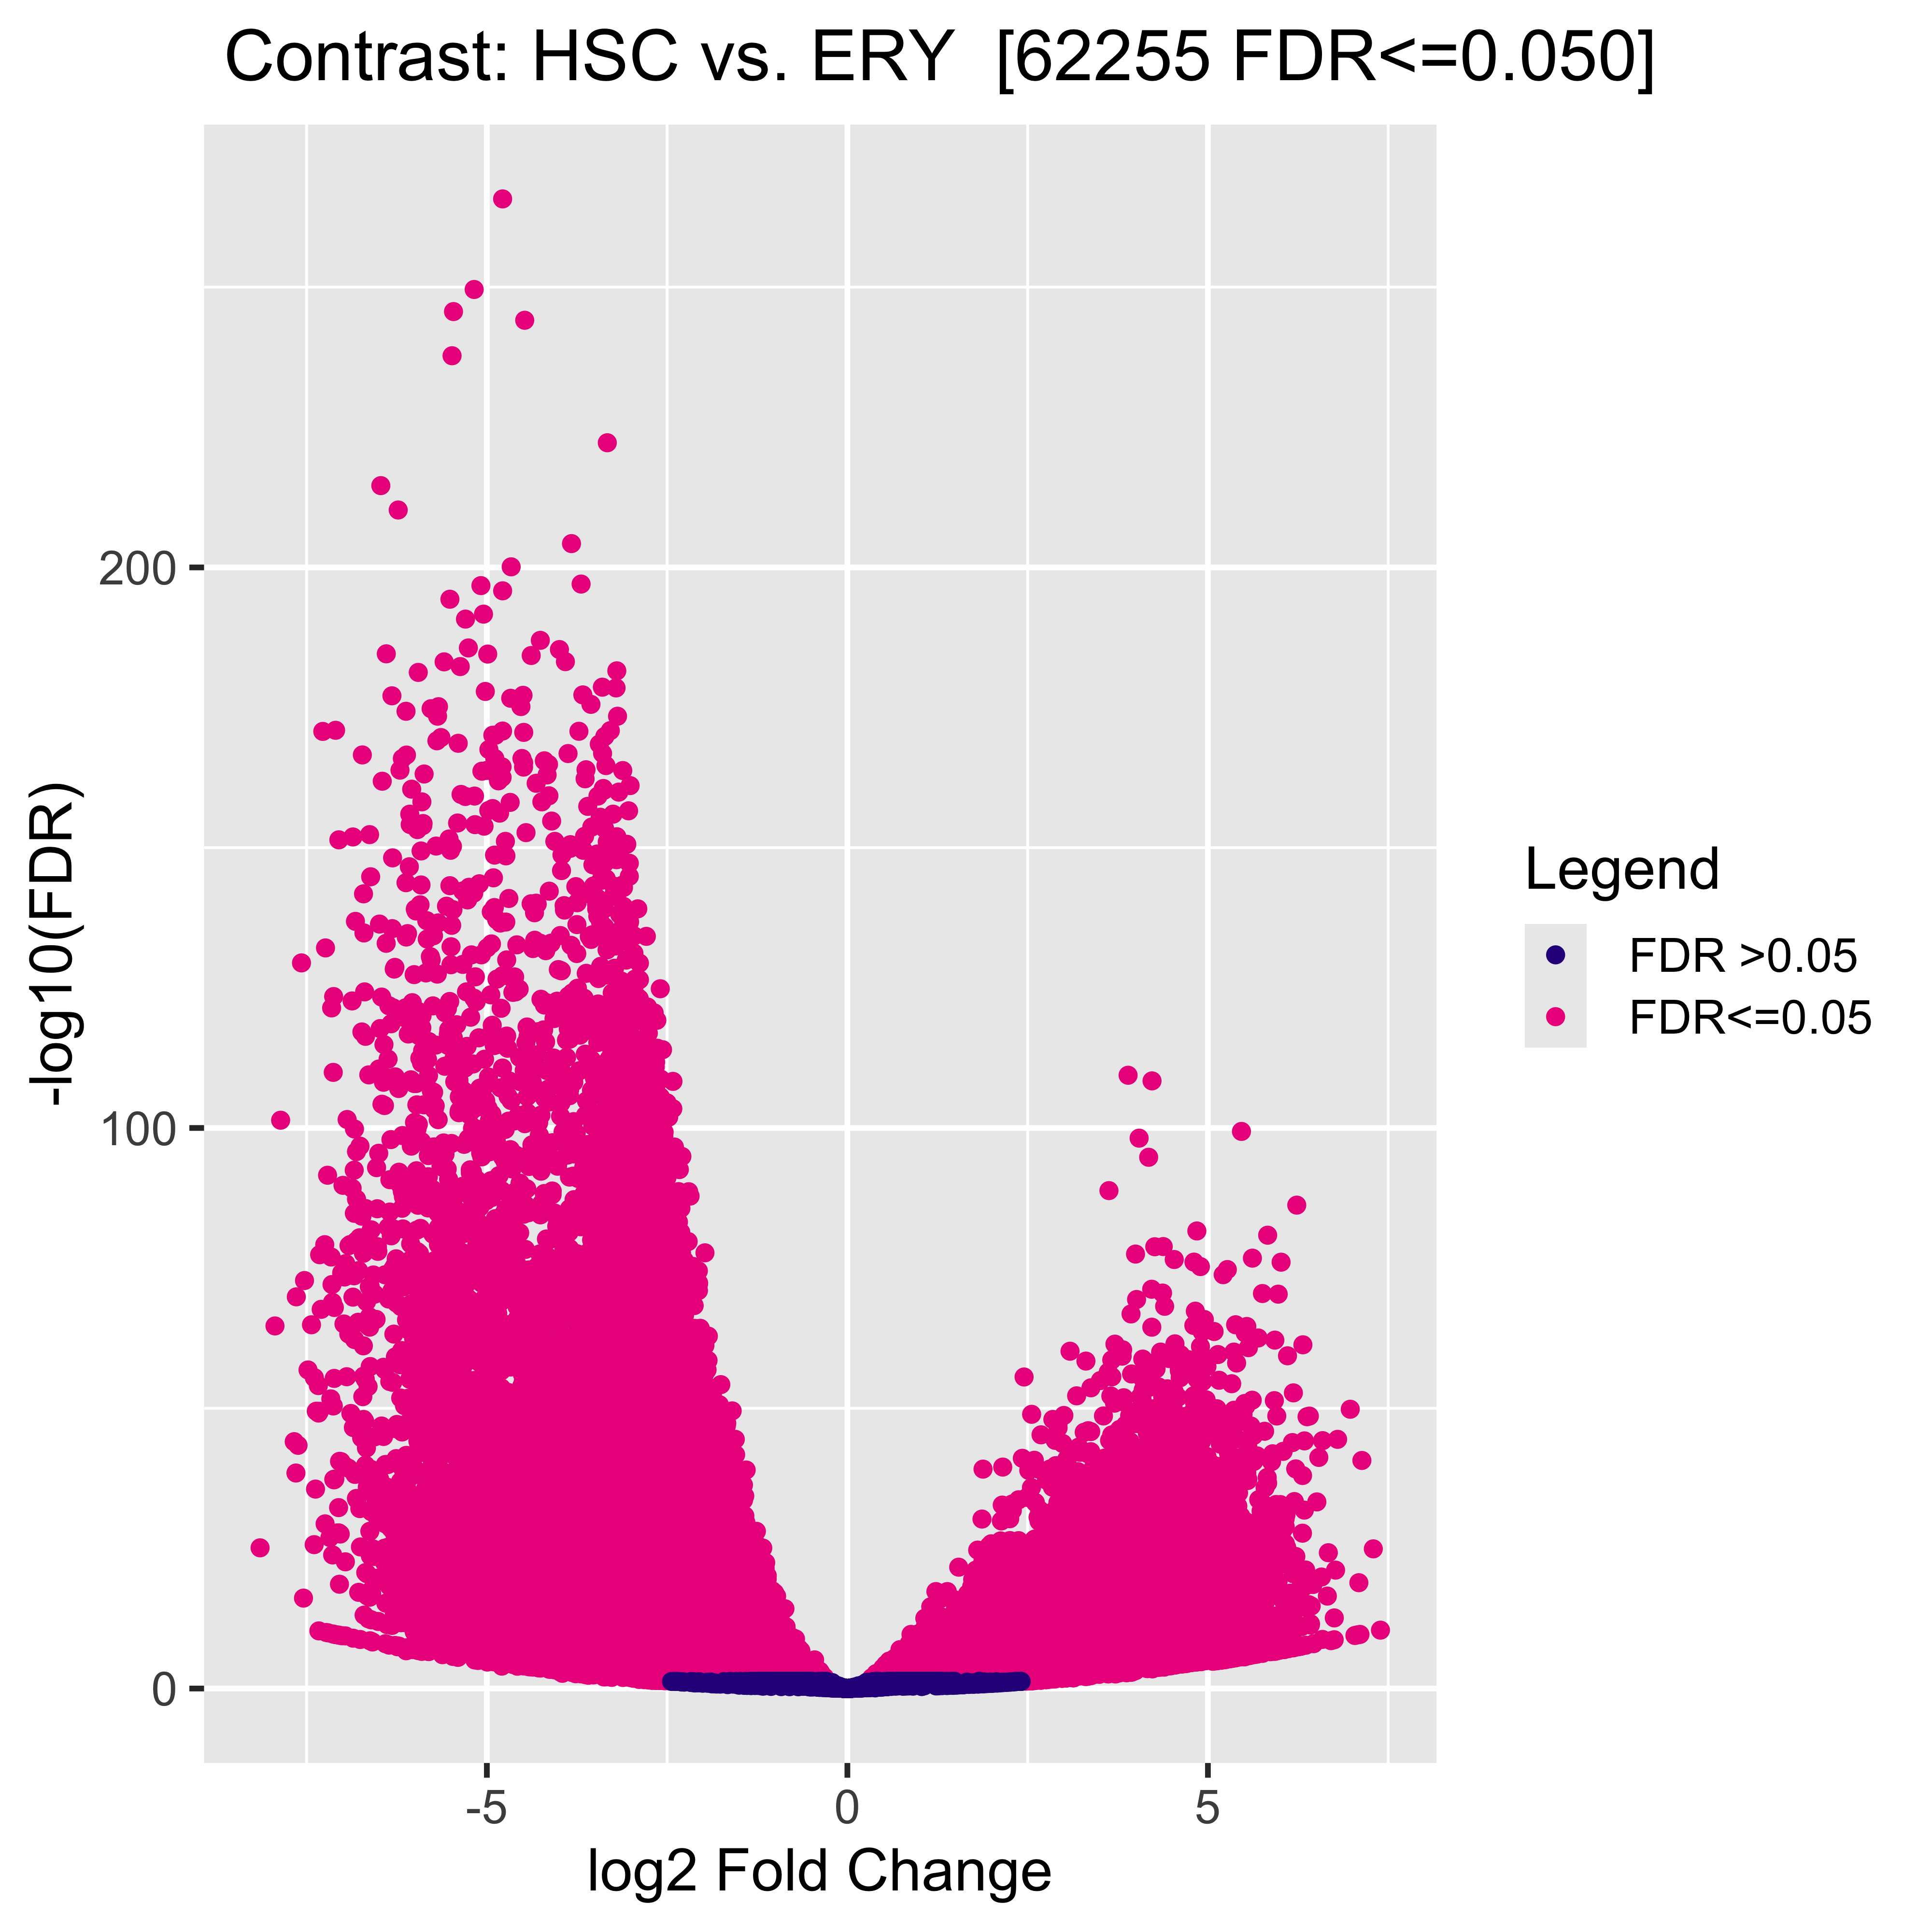 Contrast: HSC vs. ERY [62255 FDR<=0.050]
-log10(FDR)
200
100
0
-5
0
5
log2 Fold Change
Legend
FDR >0.05
FDR<=0.05